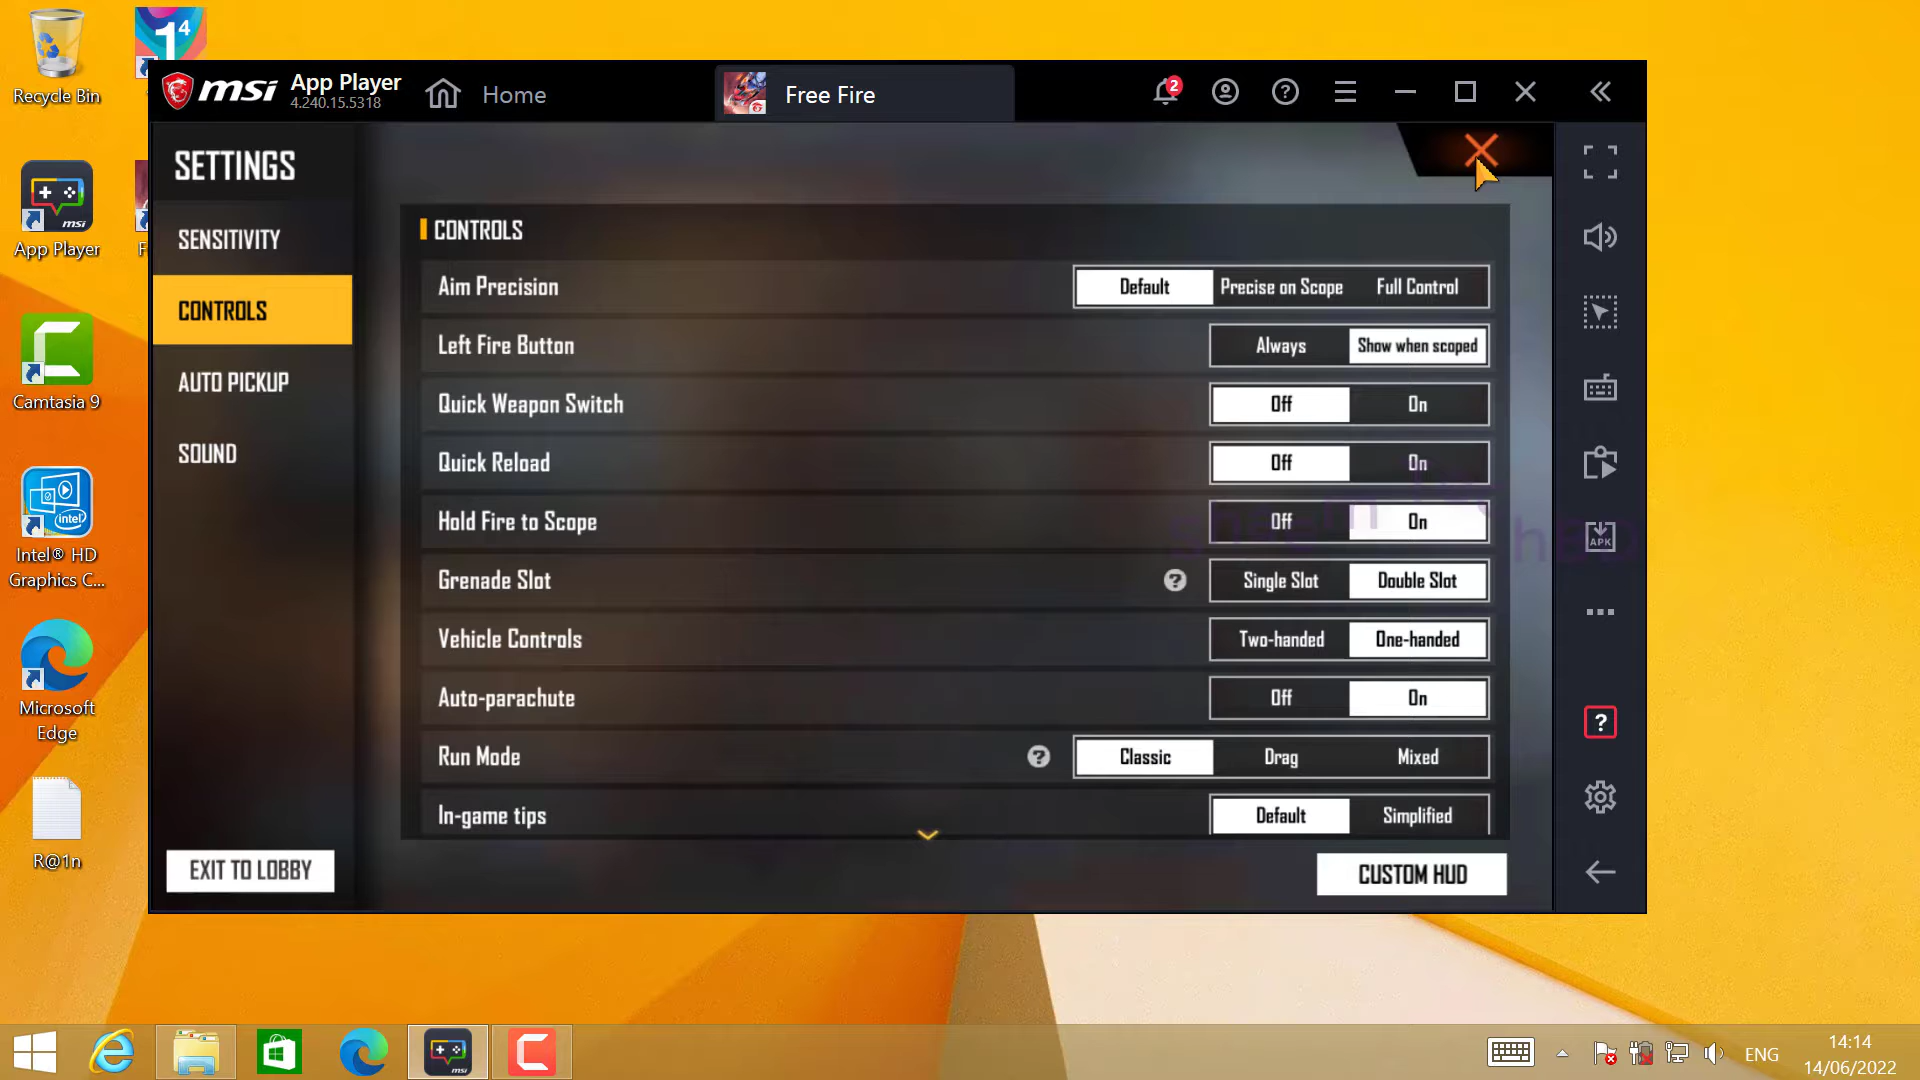 Recycle Bin
1⁴
App Player
msi
Camtasia 9
intel
Intel® HD
Graphics C...
Microsoft
Edge
R@1n
msi App Player
4.240.15.5318
Home
Free Fire
2
SETTINGS
SENSITIVITY
CONTROLS
AUTO PICKUP
SOUND
EXIT TO LOBBY
CONTROLS
Aim Precision Default Precise on Scope Full Control
Left Fire Button Always Show when scoped
Quick Weapon Switch Off On
Quick Reload Off On
Hold Fire to Scope Off On
Grenade Slot ? Single Slot Double Slot
Vehicle Controls Two-handed One-handed
Auto-parachute Off On
Run Mode ? Classic Drag Mixed
In-game tips Default Simplified
CUSTOM HUD
APK
?
msi
ENG
14:14
14/06/2022